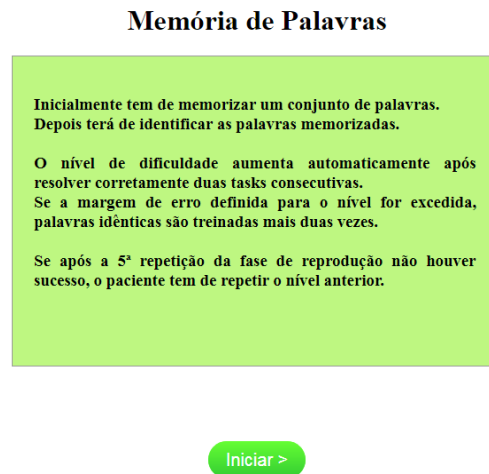 Memória de Palavras
Inicialmente tem de memorizar um conjunto de palavras.
Depois terá de identificar as palavras memorizadas.
O nível de dificuldade aumenta automaticamente após
resolver corretamente duas tasks consecutivas.
Se a margem de erro definida para o nível for excedida,
palavras idênticas são treinadas mais duas vezes.
Se após a 5ª repetição da fase de reprodução não houver
sucesso, o paciente tem de repetir o nível anterior.
Iniciar >